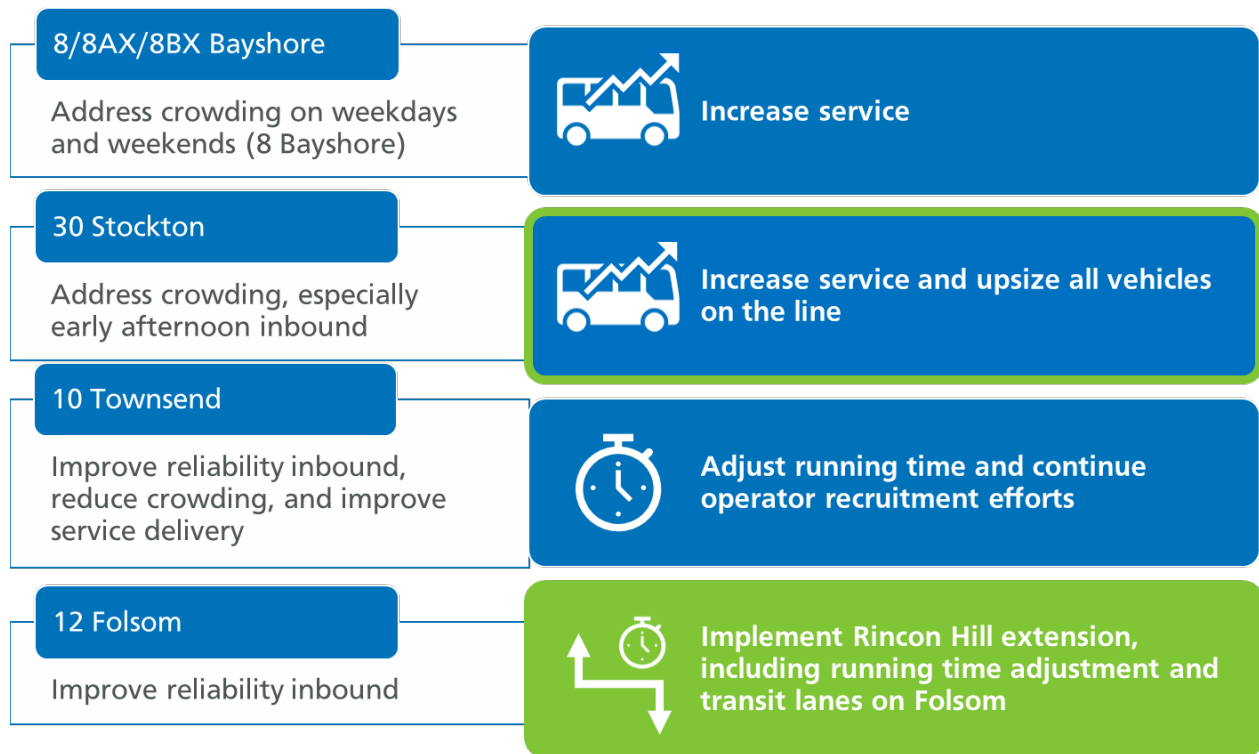 8/8AX/8BX Bayshore
Address crowding on weekdays
and weekends (8 Bayshore)
Increase service
30 Stockton
Address crowding, especially
early afternoon inbound
Increase service and upsize all vehicles
on the line
10 Townsend
Improve reliability inbound,
reduce crowding, and improve
service delivery
Adjust running time and continue
operator recruitment efforts
12 Folsom
Improve reliability inbound
Implement Rincon Hill extension,
including running time adjustment and
transit lanes on Folsom